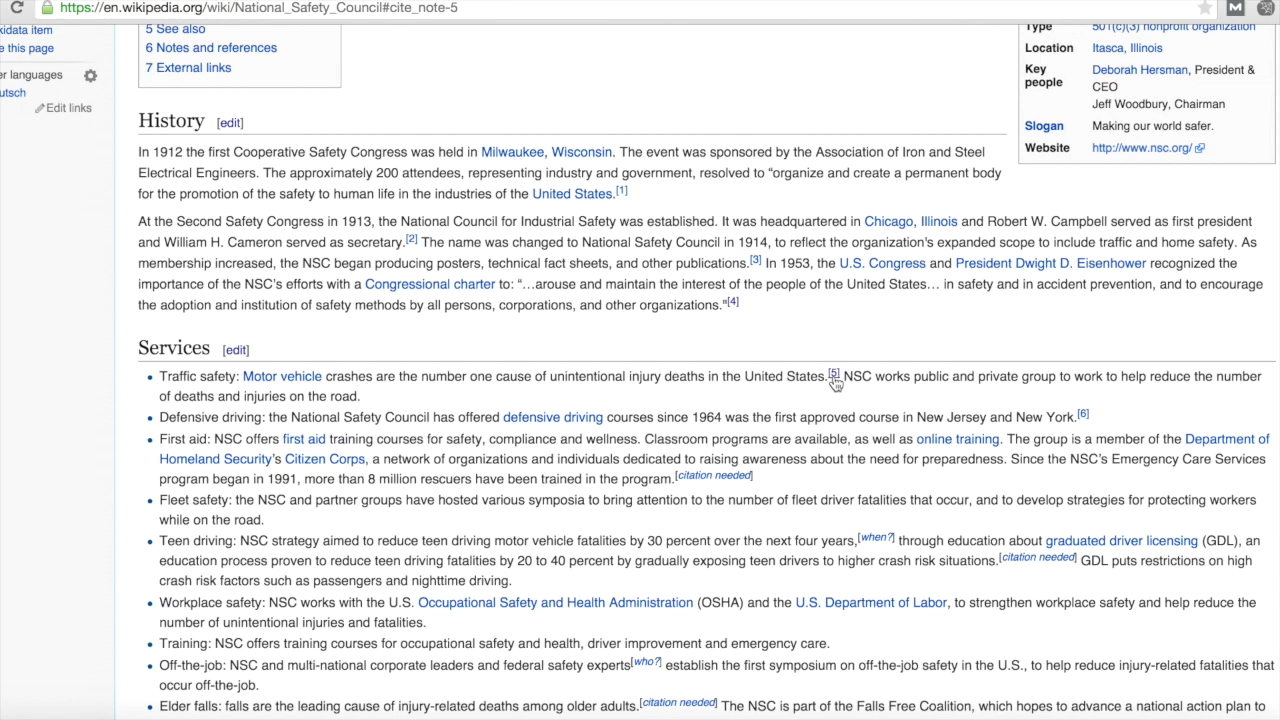 https://en.wikipedia.org/wiki/National_Safety_Council#cite_note-5
kidata item
e this page
er languages
utsch
Edit links
5 See also
6 Notes and references
7 External links
Type 501(c)(3) nonprofit organization
Location Itasca, Illinois
Key people Deborah Hersman, President &
CEO
Jeff Woodbury, Chairman
Slogan Making our world safer.
Website http://www.nsc.org/
History [edit]
In 1912 the first Cooperative Safety Congress was held in Milwaukee, Wisconsin. The event was sponsored by the Association of Iron and Steel
Electrical Engineers. The approximately 200 attendees, representing industry and government, resolved to “organize and create a permanent body
for the promotion of the safety to human life in the industries of the United States.[1]
At the Second Safety Congress in 1913, the National Council for Industrial Safety was established. It was headquartered in Chicago, Illinois and Robert W. Campbell served as first president
and William H. Cameron served as secretary.[2] The name was changed to National Safety Council in 1914, to reflect the organization's expanded scope to include traffic and home safety. As
membership increased, the NSC began producing posters, technical fact sheets, and other publications.[3] In 1953, the U.S. Congress and President Dwight D. Eisenhower recognized the
importance of the NSC’s efforts with a Congressional charter to: “…arouse and maintain the interest of the people of the United States… in safety and in accident prevention, and to encourage
the adoption and institution of safety methods by all persons, corporations, and other organizations."[4]
Services [edit]
Traffic safety: Motor vehicle crashes are the number one cause of unintentional injury deaths in the United States.[5] NSC works public and private group to work to help reduce the number
of deaths and injuries on the road.
Defensive driving: the National Safety Council has offered defensive driving courses since 1964 was the first approved course in New Jersey and New York.[6]
First aid: NSC offers first aid training courses for safety, compliance and wellness. Classroom programs are available, as well as online training. The group is a member of the Department of
Homeland Security’s Citizen Corps, a network of organizations and individuals dedicated to raising awareness about the need for preparedness. Since the NSC’s Emergency Care Services
program began in 1991, more than 8 million rescuers have been trained in the program.[citation needed]
Fleet safety: the NSC and partner groups have hosted various symposia to bring attention to the number of fleet driver fatalities that occur, and to develop strategies for protecting workers
while on the road.
Teen driving: NSC strategy aimed to reduce teen driving motor vehicle fatalities by 30 percent over the next four years,[when?] through education about graduated driver licensing (GDL), an
education process proven to reduce teen driving fatalities by 20 to 40 percent by gradually exposing teen drivers to higher crash risk situations.[citation needed] GDL puts restrictions on high
crash risk factors such as passengers and nighttime driving.
Workplace safety: NSC works with the U.S. Occupational Safety and Health Administration (OSHA) and the U.S. Department of Labor, to strengthen workplace safety and help reduce the
number of unintentional injuries and fatalities.
Training: NSC offers training courses for occupational safety and health, driver improvement and emergency care.
Off-the-job: NSC and multi-national corporate leaders and federal safety experts[who?] establish the first symposium on off-the-job safety in the U.S., to help reduce injury-related fatalities that
occur off-the-job.
Elder falls: falls are the leading cause of injury-related deaths among older adults.[citation needed] The NSC is part of the Falls Free Coalition, which hopes to advance a national action plan to